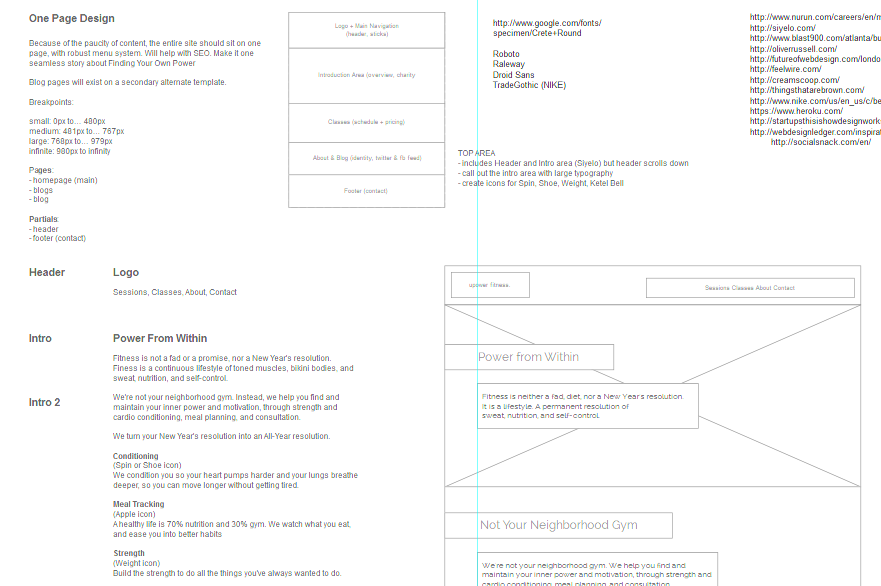 One Page Design
Because of the paucity of content, the entire site should sit on one
page, with robust menu system. Will help with SEO. Make it one
seamless story about Finding Your Own Power
Blog pages will exist on a secondary alternate template.
Breakpoints:
small: 0px to... 480px
medium: 481px to... 767px
large: 768px to... 979px
infinite: 980px to infinity
Pages:
- homepage (main)
- blogs
- blog
Partials:
- header
- footer (contact)
Logo + Main Navigation
(header, sticks)
Introduction Area (overview, charity
Classes (schedule + pricing)
About & Blog (identity, twitter & fb feed)
Footer (contact)
http://www.google.com/fonts/
specimen/Crete+Round
Roboto
Raleway
Droid Sans
TradeGothic (NIKE)
TOP AREA
- includes Header and Intro area (Siyelo) but header scrolls down
- call out the intro area with large typography
- create icons for Spin, Shoe, Weight, Ketel Bell
http://www.nurun.com/careers/en/m
http://siyelo.com/
http://www.blast900.com/atlanta/bu
http://oliverrussell.com/
http://futureofwebdesign.com/londo
http://feelwire.com/
http://creamscoop.com/
http://thingsthatarebrown.com/
http://www.nike.com/us/en_us/c/be
https://www.heroku.com/
http://startupsthisishowdesignwork
http://webdesignledger.com/inspirat
http://socialsnack.com/en/
Header
Logo
Sessions, Classes, About, Contact
Intro
Power From Within
Fitness is not a fad or a promise, nor a New Year's resolution.
Finess is a continuous lifestyle of toned muscles, bikini bodies, and
sweat, nutrition, and self-control.
Intro 2
We're not your neighborhood gym. Instead, we help you find and
maintain your inner power and motivation, through strength and
cardio conditioning, meal planning, and consultation.
We turn your New Year's resolution into an All-Year resolution.
Conditioning
(Spin or Shoe icon)
We condition you so your heart pumps harder and your lungs breathe
deeper, so you can move longer without getting tired.
Meal Tracking
(Apple icon)
A healthy life is 70% nutrition and 30% gym. We watch what you eat,
and ease you into better habits
Strength
(Weight icon)
Build the strength to do all the things you've always wanted to do.
upower fitness.
Sessions Classes About Contact
Power from Within
Fitness is neither a fad, diet, nor a New Year's resolution.
It is a lifestyle. A permanent resolution of
sweat, nutrition, and self-control.
Not Your Neighborhood Gym
We're not your neighborhood gym. We help you find and
maintain your inner power and motivation, through strength and
cardio conditioning, meal planning, and consultation.